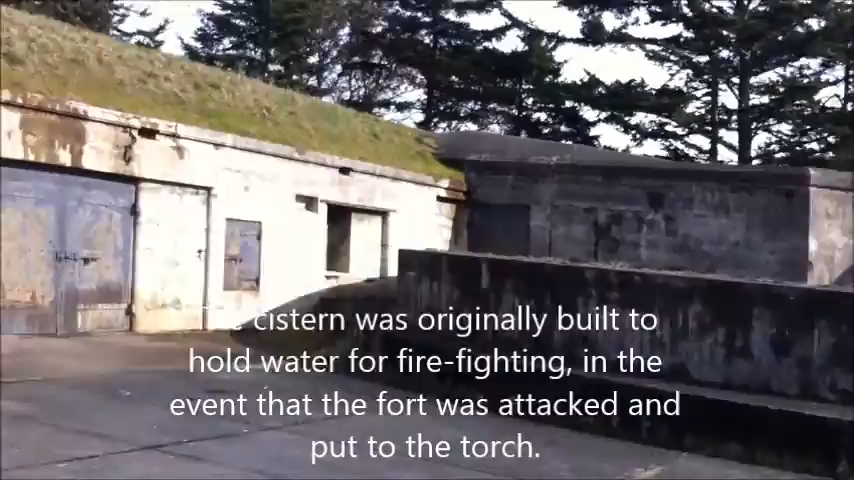 cistern was originally built to
hold water for fire-fighting, in the
event that the fort was attacked and
put to the torch.